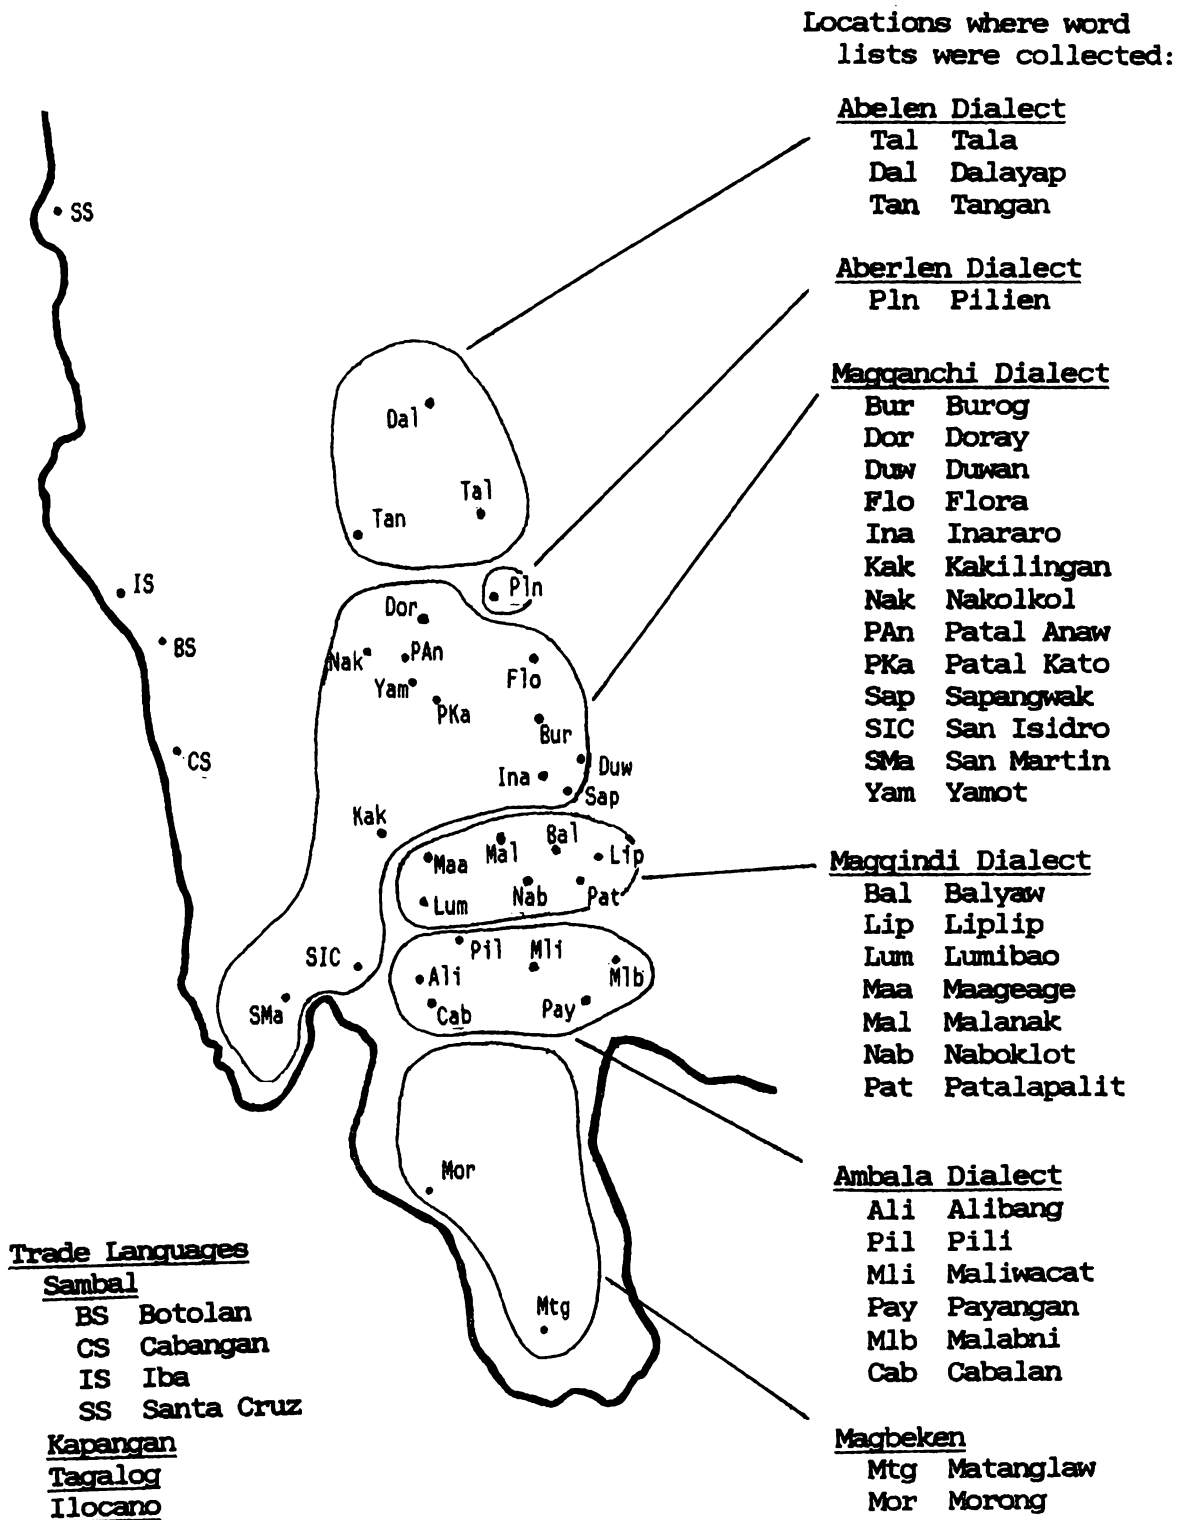 Locations where word
lists were collected:
Abelen Dialect
Tal Tala
Dal Dalayap
Tan Tangan
Aberlen Dialect
Pln Pilien
Magqanchi Dialect
Bur Burog
Dor Doray
Duw Duwan
Flo Flora
Ina Inararo
Kak Kakilingan
Nak Nakolkol
PAn Patal Anaw
PKa Patal Kato
Sap Sapangwak
SIC San Isidro
SMa San Martin
Yam Yamot
Magqindi Dialect
Bal Balyaw
Lip Liplip
Lum Lumibao
Maa Maageage
Mal Malanak
Nab Naboklot
Pat Patalapalit
Ambala Dialect
Ali Alibang
Pil Pili
Mli Maliwacat
Pay Payangan
Mlb Malabni
Cab Cabalan
Magbeken
Mtg Matanglaw
Mor Morong
SS
Dal
Tal
Tan
IS
Pln
Dor
BS
Nak
PAn
Yam
Flo
PKa
Bur
CS
Ina
Duw
Sap
Kak
Maa
Mal
Bal
Lip
Lum
Nab
Pat
SIC
Pil
Mli
Ali
Mlb
SMa
Cab
Pay
Mor
Mtg
Trade Languages
Sambal
BS Botolan
CS Cabangan
IS Iba
SS Santa Cruz
Kapangan
Tagalog
Ilocano